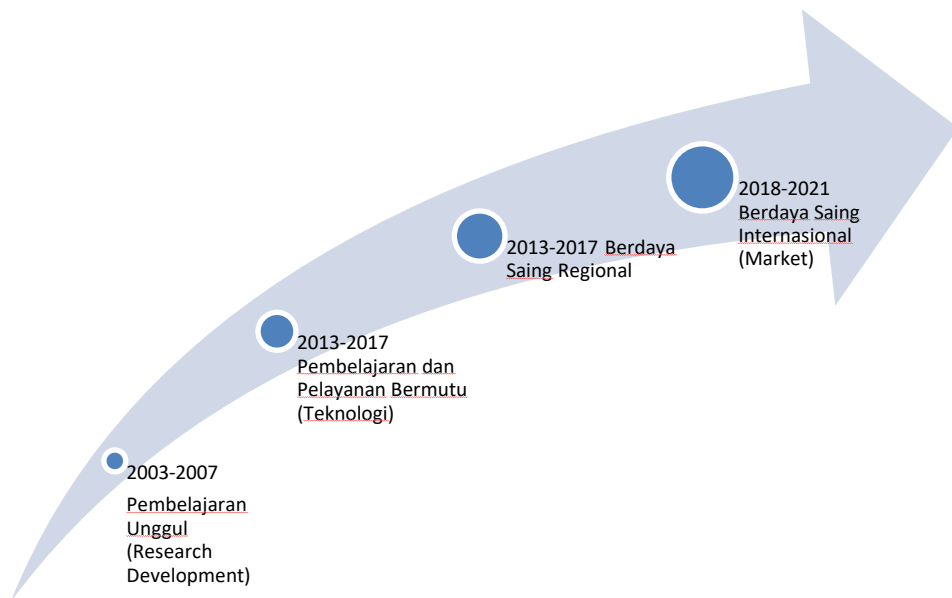 2003-2007
Pembelajaran
Unggul
(Research
Development)
2013-2017
Pembelajaran dan
Pelayanan Bermutu
(Teknologi)
2013-2017 Berdaya
Saing Regional
2018-2021
Berdaya Saing
Internasional
(Market)